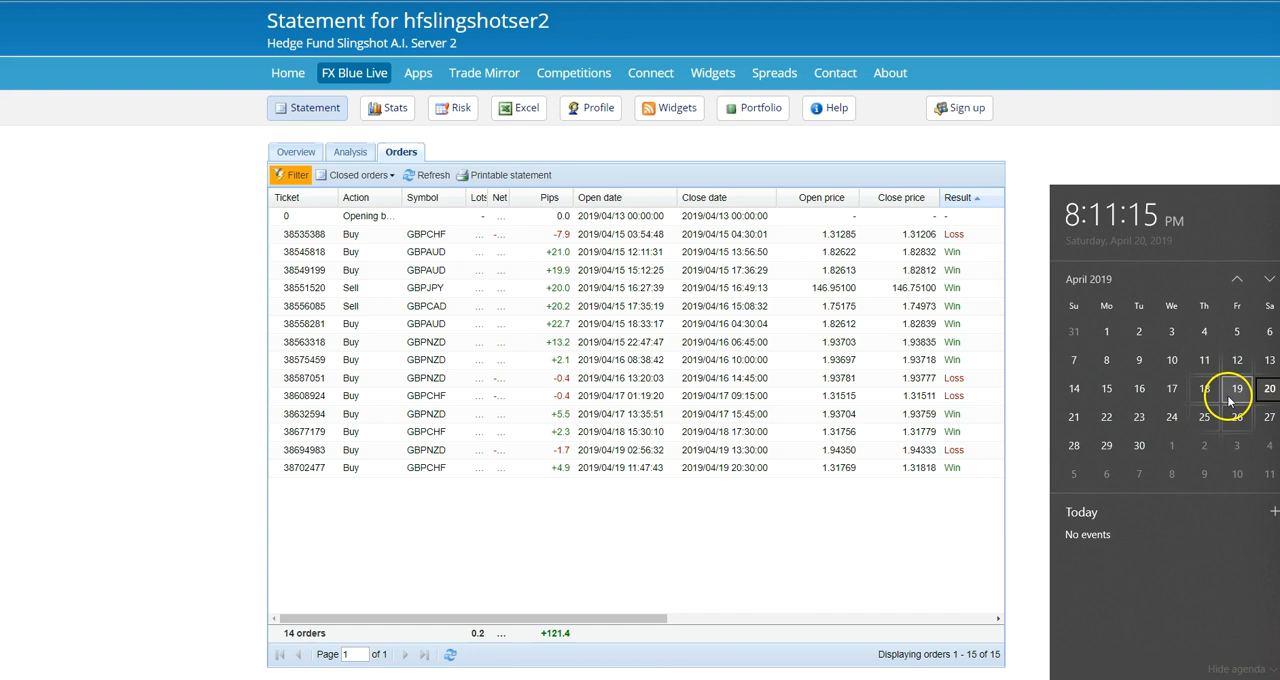 Statement for hfslingshotser2
Hedge Fund Slingshot A.I. Server 2
Home FX Blue Live Apps Trade Mirror Competitions Connect Widgets Spreads Contact About
Statement Stats Risk Excel Profile Widgets Portfolio Help Sign up
Overview Analysis Orders
Filter Closed orders Refresh Printable statement
Ticket Action Symbol Lots Net Pips Open date Close date Open price Close price Result
0 Opening b... - ... 0.0 2019/04/13 00:00:00 2019/04/13 00:00:00 - - -
38535388 Buy GBPCHF ... -... -7.9 2019/04/15 03:54:48 2019/04/15 04:30:01 1.31285 1.31206 Loss
38545818 Buy GBPAUD ... ... +21.0 2019/04/15 12:11:31 2019/04/15 13:56:50 1.82622 1.82832 Win
38549199 Buy GBPAUD ... ... +19.9 2019/04/15 15:12:25 2019/04/15 17:36:29 1.82613 1.82812 Win
38551520 Sell GBPJPY ... ... +20.0 2019/04/15 16:27:39 2019/04/15 16:49:13 146.95100 146.75100 Win
38556085 Sell GBPCAD ... ... +20.2 2019/04/15 17:35:19 2019/04/16 15:08:32 1.75175 1.74973 Win
38558281 Buy GBPAUD ... ... +22.7 2019/04/15 18:33:17 2019/04/16 04:30:04 1.82612 1.82839 Win
38563318 Buy GBPNZD ... ... +13.2 2019/04/15 22:47:47 2019/04/16 06:45:00 1.93703 1.93835 Win
38575459 Buy GBPNZD ... ... +2.1 2019/04/16 08:38:42 2019/04/16 10:00:00 1.93697 1.93718 Win
38587051 Buy GBPNZD ... -... -0.4 2019/04/16 13:20:03 2019/04/16 14:45:00 1.93781 1.93777 Loss
38608924 Buy GBPCHF ... -... -0.4 2019/04/17 01:19:20 2019/04/17 09:15:00 1.31515 1.31511 Loss
38632594 Buy GBPNZD ... ... +5.5 2019/04/17 13:35:51 2019/04/17 15:45:00 1.93704 1.93759 Win
38677179 Buy GBPCHF ... ... +2.3 2019/04/18 15:30:10 2019/04/18 17:30:00 1.31756 1.31779 Win
38694983 Buy GBPNZD ... -... -1.7 2019/04/19 02:56:32 2019/04/19 13:30:00 1.94350 1.94333 Loss
38702477 Buy GBPCHF ... ... +4.9 2019/04/19 11:47:43 2019/04/19 20:30:00 1.31769 1.31818 Win
14 orders 0.2 ... +121.4
Page 1 of 1 Displaying orders 1 - 15 of 15
8:11:15 PM
Saturday, April 20, 2019
April 2019
Su Mo Tu We Th Fr Sa
31 1 2 3 4 5 6
7 8 9 10 11 12 13
14 15 16 17 18 19 20
21 22 23 24 25 26 27
28 29 30 1 2 3 4
5 6 7 8 9 10 11
Today
No events
Hide agenda